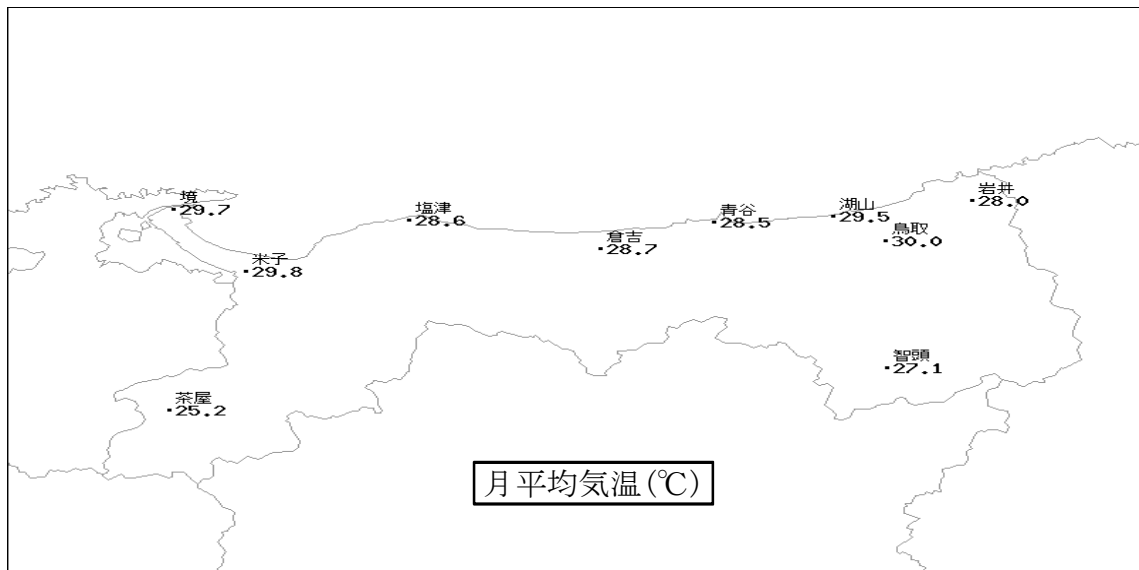 境
29.7
塩津
28.6
青谷
28.5
湖山
29.5
岩井
28.0
鳥取
30.0
倉吉
28.7
米子
29.8
智頭
27.1
茶屋
25.2
月平均気温(℃)